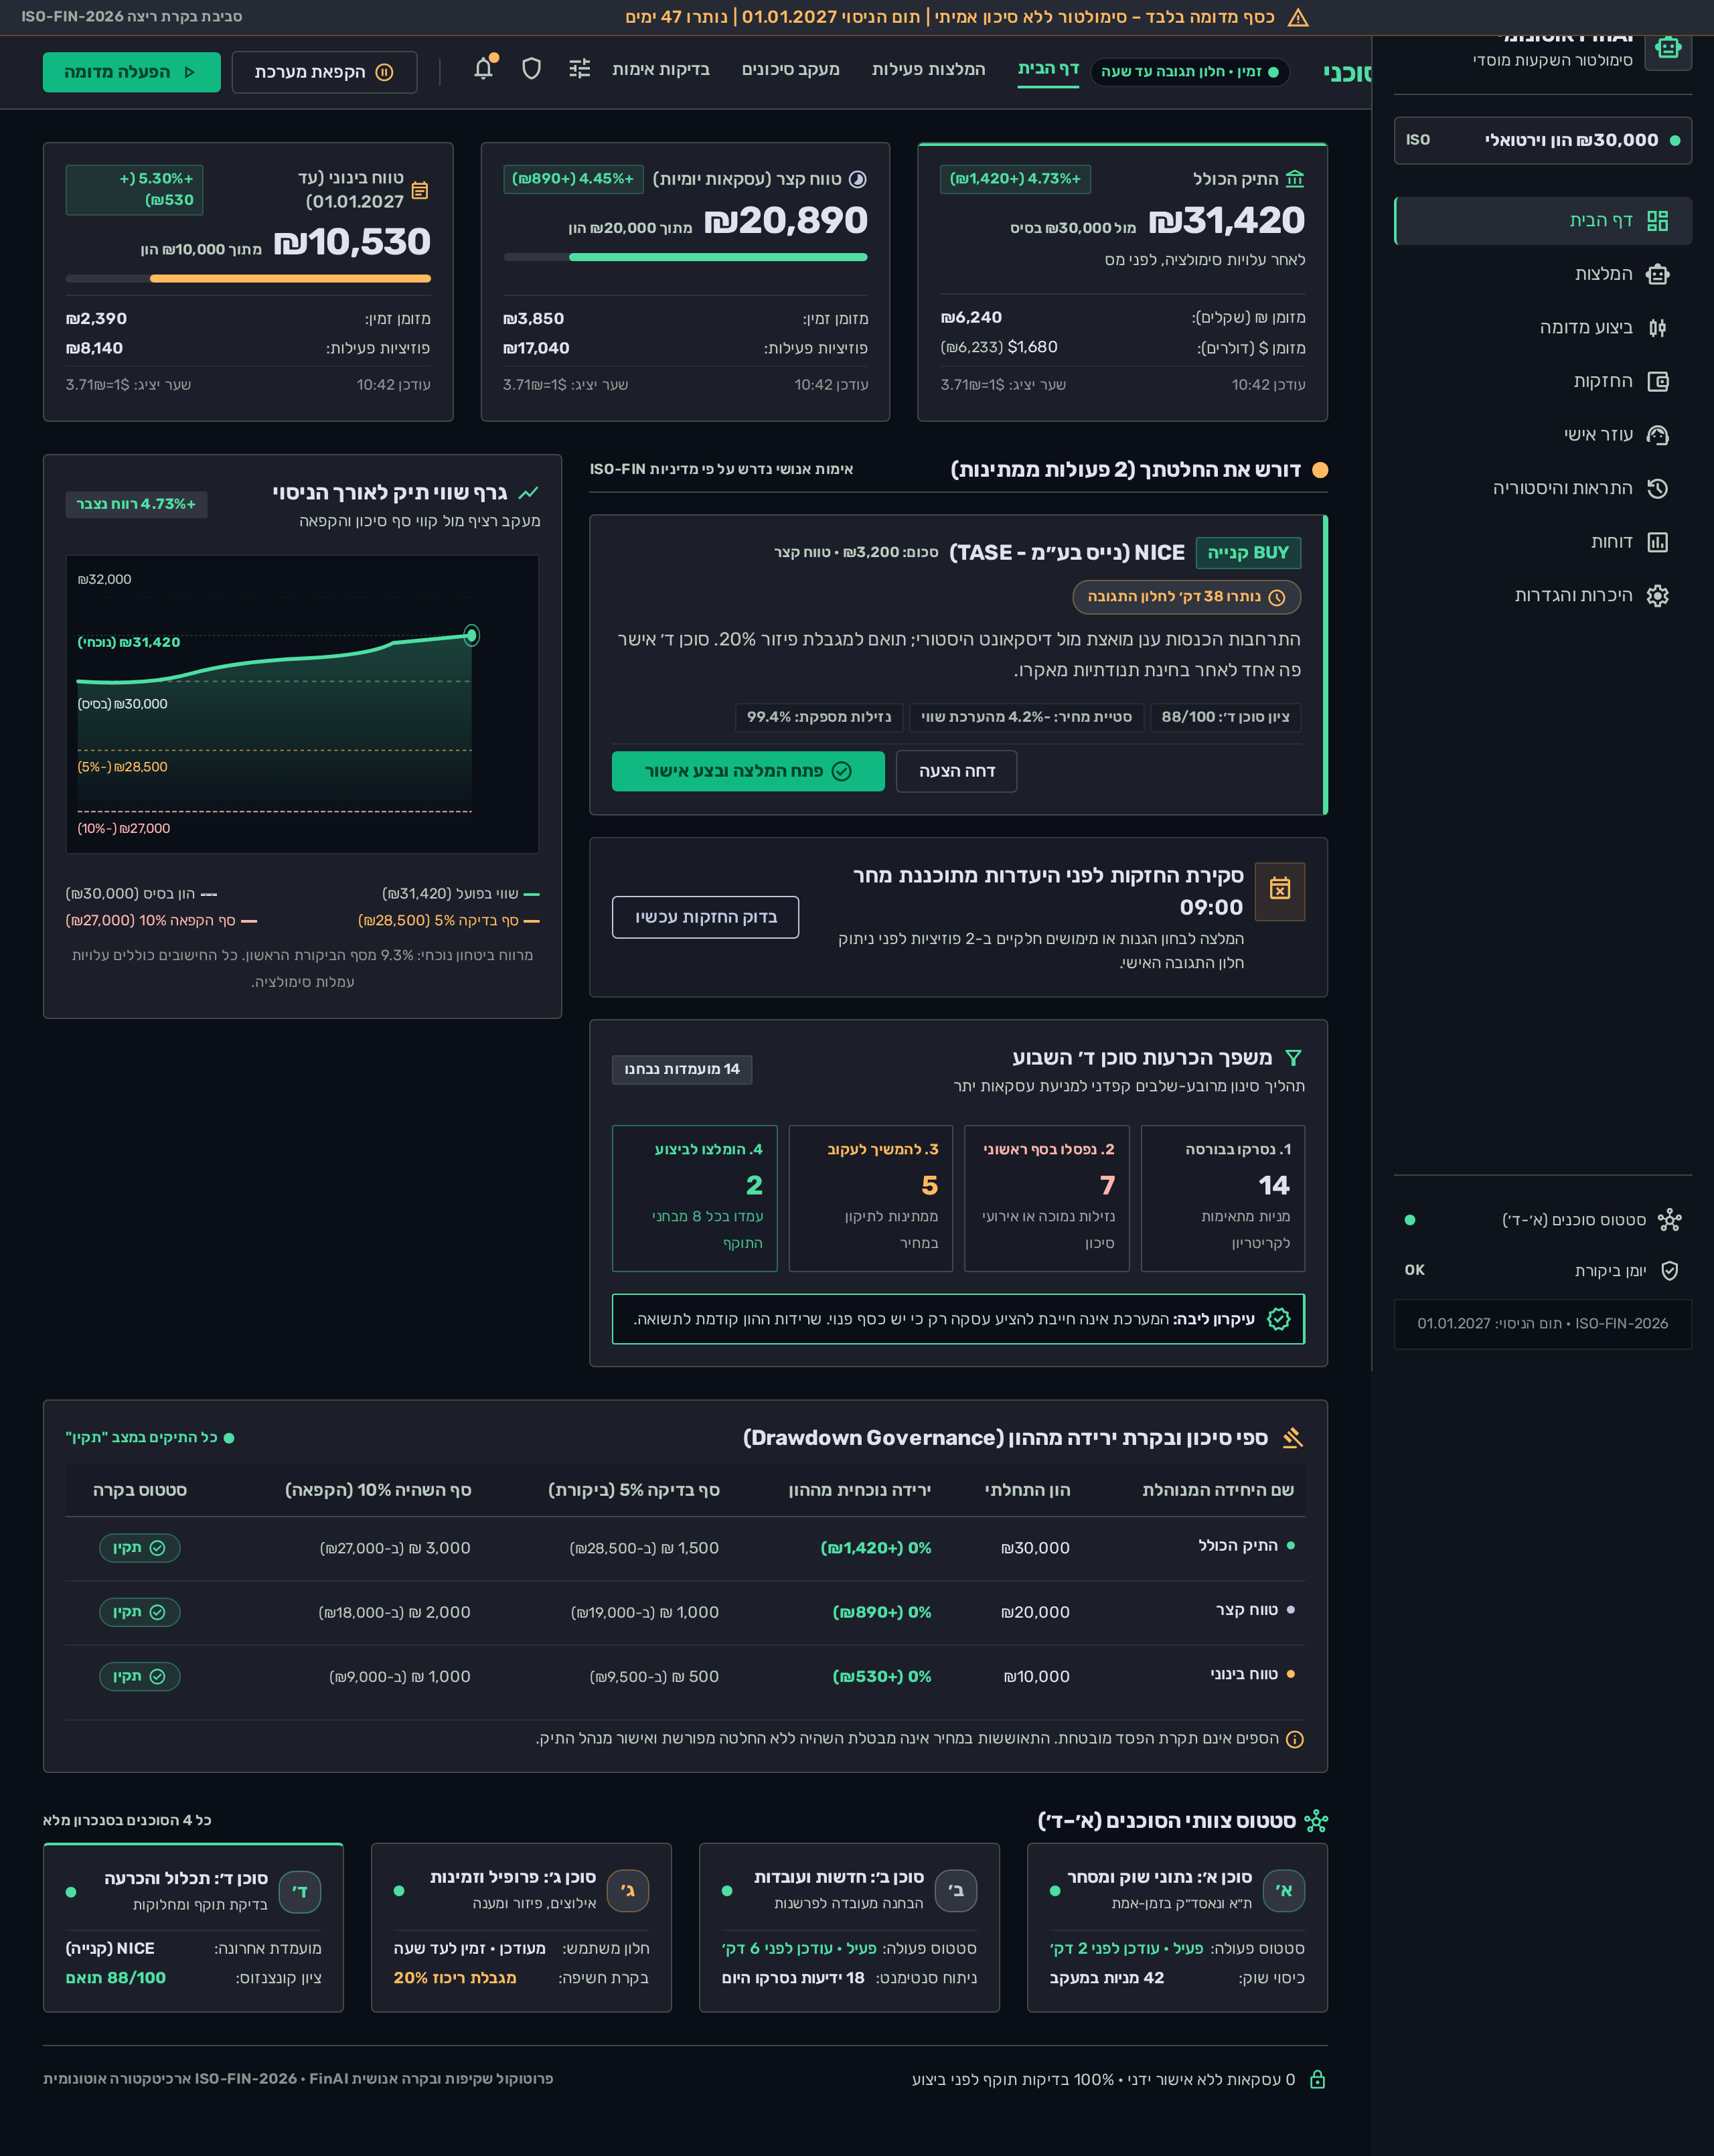 כסף מדומה בלבד – סימולטור ללא סיכון אמיתי | תום הניסוי 01.01.2027 | נותרו 47 ימים
סביבת בקרת ריצה ISO-FIN-2026
סימולטור השקעות מוסדי
₪30,000 הון וירטואלי
ISO
דף הבית
המלצות
ביצוע מדומה
החזקות
עוזר אישי
התראות והיסטוריה
דוחות
היכרות והגדרות
סטטוס סוכנים (א׳-ד׳)
יומן ביקורת
OK
ISO-FIN-2026 • תום הניסוי: 01.01.2027
סוכני
זמין • חלון תגובה עד שעה
דף הבית
המלצות פעילות
מעקב סיכונים
בדיקות אימות
הקפאת מערכת
הפעלה מדומה
התיק הכולל
+4.73% (+₪1,420)
₪31,420 מול ₪30,000 בסיס
לאחר עלויות סימולציה, לפני מס
מזומן ₪ (שקלים): ₪6,240
מזומן $ (דולרים): $1,680 (₪6,233)
עודכן 10:42
שער יציג: 1$=₪3.71
טווח קצר (עסקאות יומיות)
+4.45% (+₪890)
₪20,890 מתוך ₪20,000 הון
מזומן זמין: ₪3,850
פוזיציות פעילות: ₪17,040
עודכן 10:42
שער יציג: 1$=₪3.71
טווח בינוני (עד
01.01.2027)
+5.30% (+
₪530)
₪10,530 מתוך ₪10,000 הון
מזומן זמין: ₪2,390
פוזיציות פעילות: ₪8,140
עודכן 10:42
שער יציג: 1$=₪3.71
דורש את החלטתך (2 פעולות ממתינות)
אימות אנושי נדרש על פי מדיניות ISO-FIN
BUY קנייה
NICE (נייס בע״מ - TASE)
סכום: ₪3,200 • טווח קצר
נותרו 38 דק׳ לחלון התגובה
התרחבות הכנסות ענן מואצת מול דיסקאונט היסטורי; תואם למגבלת פיזור 20%. סוכן ד׳ אישר
פה אחד לאחר בחינת תנודתיות מאקרו.
ציון סוכן ד׳: 88/100
סטיית מחיר: -4.2% מהערכת שווי
נזילות מספקת: 99.4%
דחה הצעה
פתח המלצה ובצע אישור
סקירת החזקות לפני היעדרות מתוכננת מחר
09:00
המלצה לבחון הגנות או מימושים חלקיים ב-2 פוזיציות לפני ניתוק
חלון התגובה האישי.
בדוק החזקות עכשיו
משפך הכרעות סוכן ד׳ השבוע
תהליך סינון מרובע-שלבים קפדני למניעת עסקאות יתר
14 מועמדות נבחנו
1. נסרקו בבורסה
14
מניות מתאימות
לקריטריון
2. נפסלו בסף ראשוני
7
נזילות נמוכה או אירועי
סיכון
3. להמשיך לעקוב
5
ממתינות לתיקון
במחיר
4. הומלצו לביצוע
2
עמדו בכל 8 מבחני
התוקף
עיקרון ליבה: המערכת אינה חייבת להציע עסקה רק כי יש כסף פנוי. שרידות ההון קודמת לתשואה.
גרף שווי תיק לאורך הניסוי
מעקב רציף מול קווי סף סיכון והקפאה
+4.73% רווח נצבר
₪32,000
₪31,420 (נוכחי)
₪30,000 (בסיס)
₪28,500 (-5%)
₪27,000 (-10%)
שווי בפועל (₪31,420)
הון בסיס (₪30,000)
סף בדיקה 5% (₪28,500)
סף הקפאה 10% (₪27,000)
מרווח ביטחון נוכחי: 9.3% מסף הביקורת הראשון. כל החישובים כוללים עלויות
עמלות סימולציה.
ספי סיכון ובקרת ירידה מההון (Drawdown Governance)
כל התיקים במצב "תקין"
שם היחידה המנוהלת
הון התחלתי
ירידה נוכחית מההון
סף בדיקה 5% (ביקורת)
סף השהיה 10% (הקפאה)
סטטוס בקרה
התיק הכולל
₪30,000
0% (+₪1,420)
1,500 ₪ (ב-₪28,500)
3,000 ₪ (ב-₪27,000)
תקין
טווח קצר
₪20,000
0% (+₪890)
1,000 ₪ (ב-₪19,000)
2,000 ₪ (ב-₪18,000)
תקין
טווח בינוני
₪10,000
0% (+₪530)
500 ₪ (ב-₪9,500)
1,000 ₪ (ב-₪9,000)
תקין
הספים אינם תקרת הפסד מובטחת. התאוששות במחיר אינה מבטלת השהיה ללא החלטה מפורשת ואישור מנהל התיק.
סטטוס צוותי הסוכנים (א׳-ד׳)
כל 4 הסוכנים בסנכרון מלא
א׳
סוכן א׳: נתוני שוק ומסחר
ת״א ונאסד״ק בזמן-אמת
סטטוס פעולה: פעיל • עודכן לפני 2 דק׳
כיסוי שוק: 42 מניות במעקב
ב׳
סוכן ב׳: חדשות ועובדות
הבחנה מעובדה לפרשנות
סטטוס פעולה: פעיל • עודכן לפני 6 דק׳
ניתוח סנטימנט: 18 ידיעות נסרקו היום
ג׳
סוכן ג׳: פרופיל וזמינות
אילוצים, פיזור ומענה
חלון משתמש: מעודכן • זמין לעד שעה
בקרת חשיפה: מגבלת ריכוז 20%
ד׳
סוכן ד׳: תכלול והכרעה
בדיקת תוקף ומחלוקות
מועמדת אחרונה: NICE (קנייה)
ציון קונצנזוס: 88/100 תואם
0 עסקאות ללא אישור ידני • 100% בדיקות תוקף לפני ביצוע
פרוטוקול שקיפות ובקרה אנושית ISO-FIN-2026 • FinAI ארכיטקטורה אוטונומית